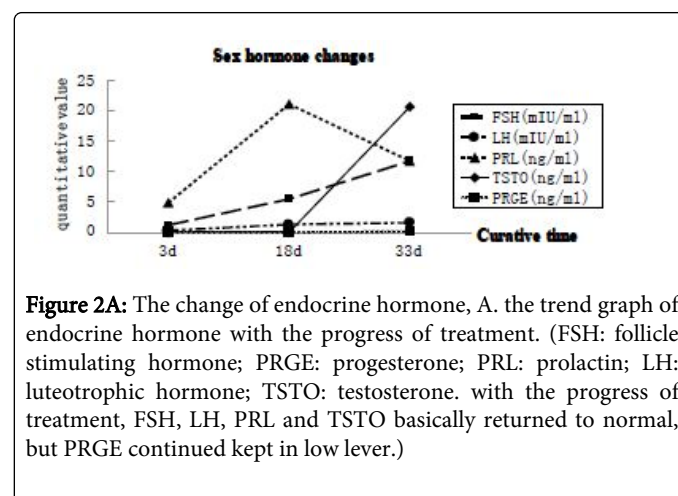 Sex hormone changes
25
20
15
10
5
0
quantitative value
3d
18d
33d
Curative time
FSH(mIU/ml)
LH(mIU/ml)
PRL(ng/ml)
TSTO(ng/ml)
PRGE(ng/ml)
Figure 2A: The change of endocrine hormone, A. the trend graph of
endocrine hormone with the progress of treatment. (FSH: follicle
stimulating hormone; PRGE: progesterone; PRL: prolactin; LH:
luteotrophic hormone; TSTO: testosterone. with the progress of
treatment, FSH, LH, PRL and TSTO basically returned to normal,
but PRGE continued kept in low lever.)